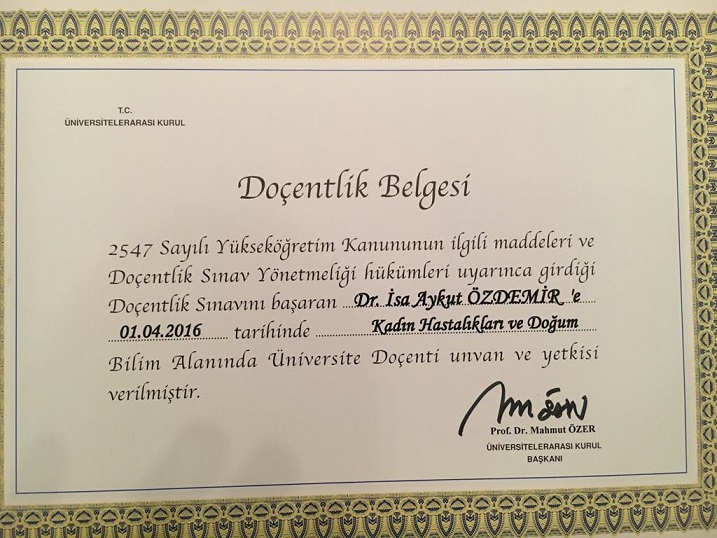 T.C.
ÜNİVERSİTELERARASI KURUL
Doçentlik Belgesi
2547 Sayılı Yükseköğretim Kanununun ilgili maddeleri ve
Doçentlik Sınav Yönetmeliği hükümleri uyarınca girdiği
Doçentlik Sınavını başaran ...Dr. İsa Aykut ÖZDEMİR 'e
01.04.2016 tarihinde Kadın Hastalıkları ve Doğum
Bilim Alanında Üniversite Doçenti unvan ve yetkisi
verilmiştir.
Prof. Dr. Mahmut ÖZER
ÜNİVERSİTELERARASI KURUL
BAŞKANI